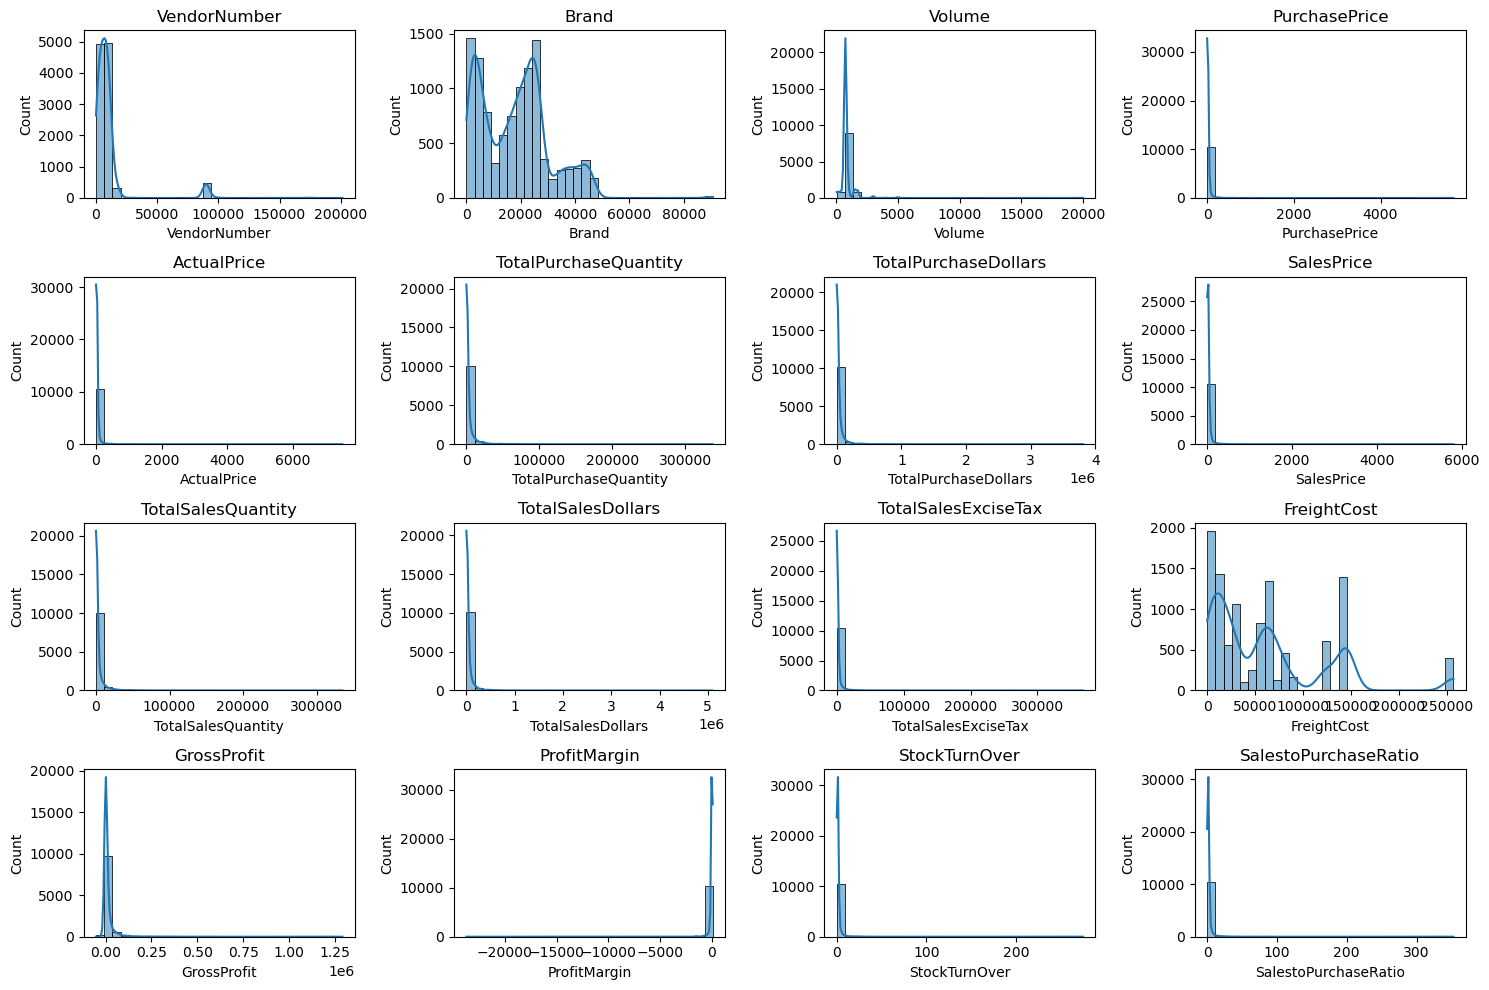 VendorNumber
5000
4000
3000
2000
1000
0
Count
0 50000 100000 150000 200000
VendorNumber
Brand
1500
1000
500
0
Count
0 20000 40000 60000 80000
Brand
Volume
20000
15000
10000
5000
0
Count
0 5000 10000 15000 20000
Volume
PurchasePrice
30000
20000
10000
0
Count
0 2000 4000
PurchasePrice
ActualPrice
30000
20000
10000
0
Count
0 2000 4000 6000
ActualPrice
TotalPurchaseQuantity
20000
15000
10000
5000
0
Count
0 100000 200000 300000
TotalPurchaseQuantity
TotalPurchaseDollars
20000
15000
10000
5000
0
Count
0 1 2 3 4
1e6
TotalPurchaseDollars
SalesPrice
25000
20000
15000
10000
5000
0
Count
0 2000 4000 6000
SalesPrice
TotalSalesQuantity
20000
15000
10000
5000
0
Count
0 100000 200000 300000
TotalSalesQuantity
TotalSalesDollars
20000
15000
10000
5000
0
Count
0 1 2 3 4 5
1e6
TotalSalesDollars
TotalSalesExciseTax
25000
20000
15000
10000
5000
0
Count
0 100000 200000 300000
TotalSalesExciseTax
FreightCost
2000
1500
1000
500
0
Count
0 50000 100000 150000 200000 250000
FreightCost
GrossProfit
20000
15000
10000
5000
0
Count
0.00 0.25 0.50 0.75 1.00 1.25
1e6
GrossProfit
ProfitMargin
30000
20000
10000
0
Count
−20000 −15000 −10000 −5000 0
ProfitMargin
StockTurnOver
30000
20000
10000
0
Count
0 100 200
StockTurnOver
SalestoPurchaseRatio
30000
20000
10000
0
Count
0 100 200 300
SalestoPurchaseRatio